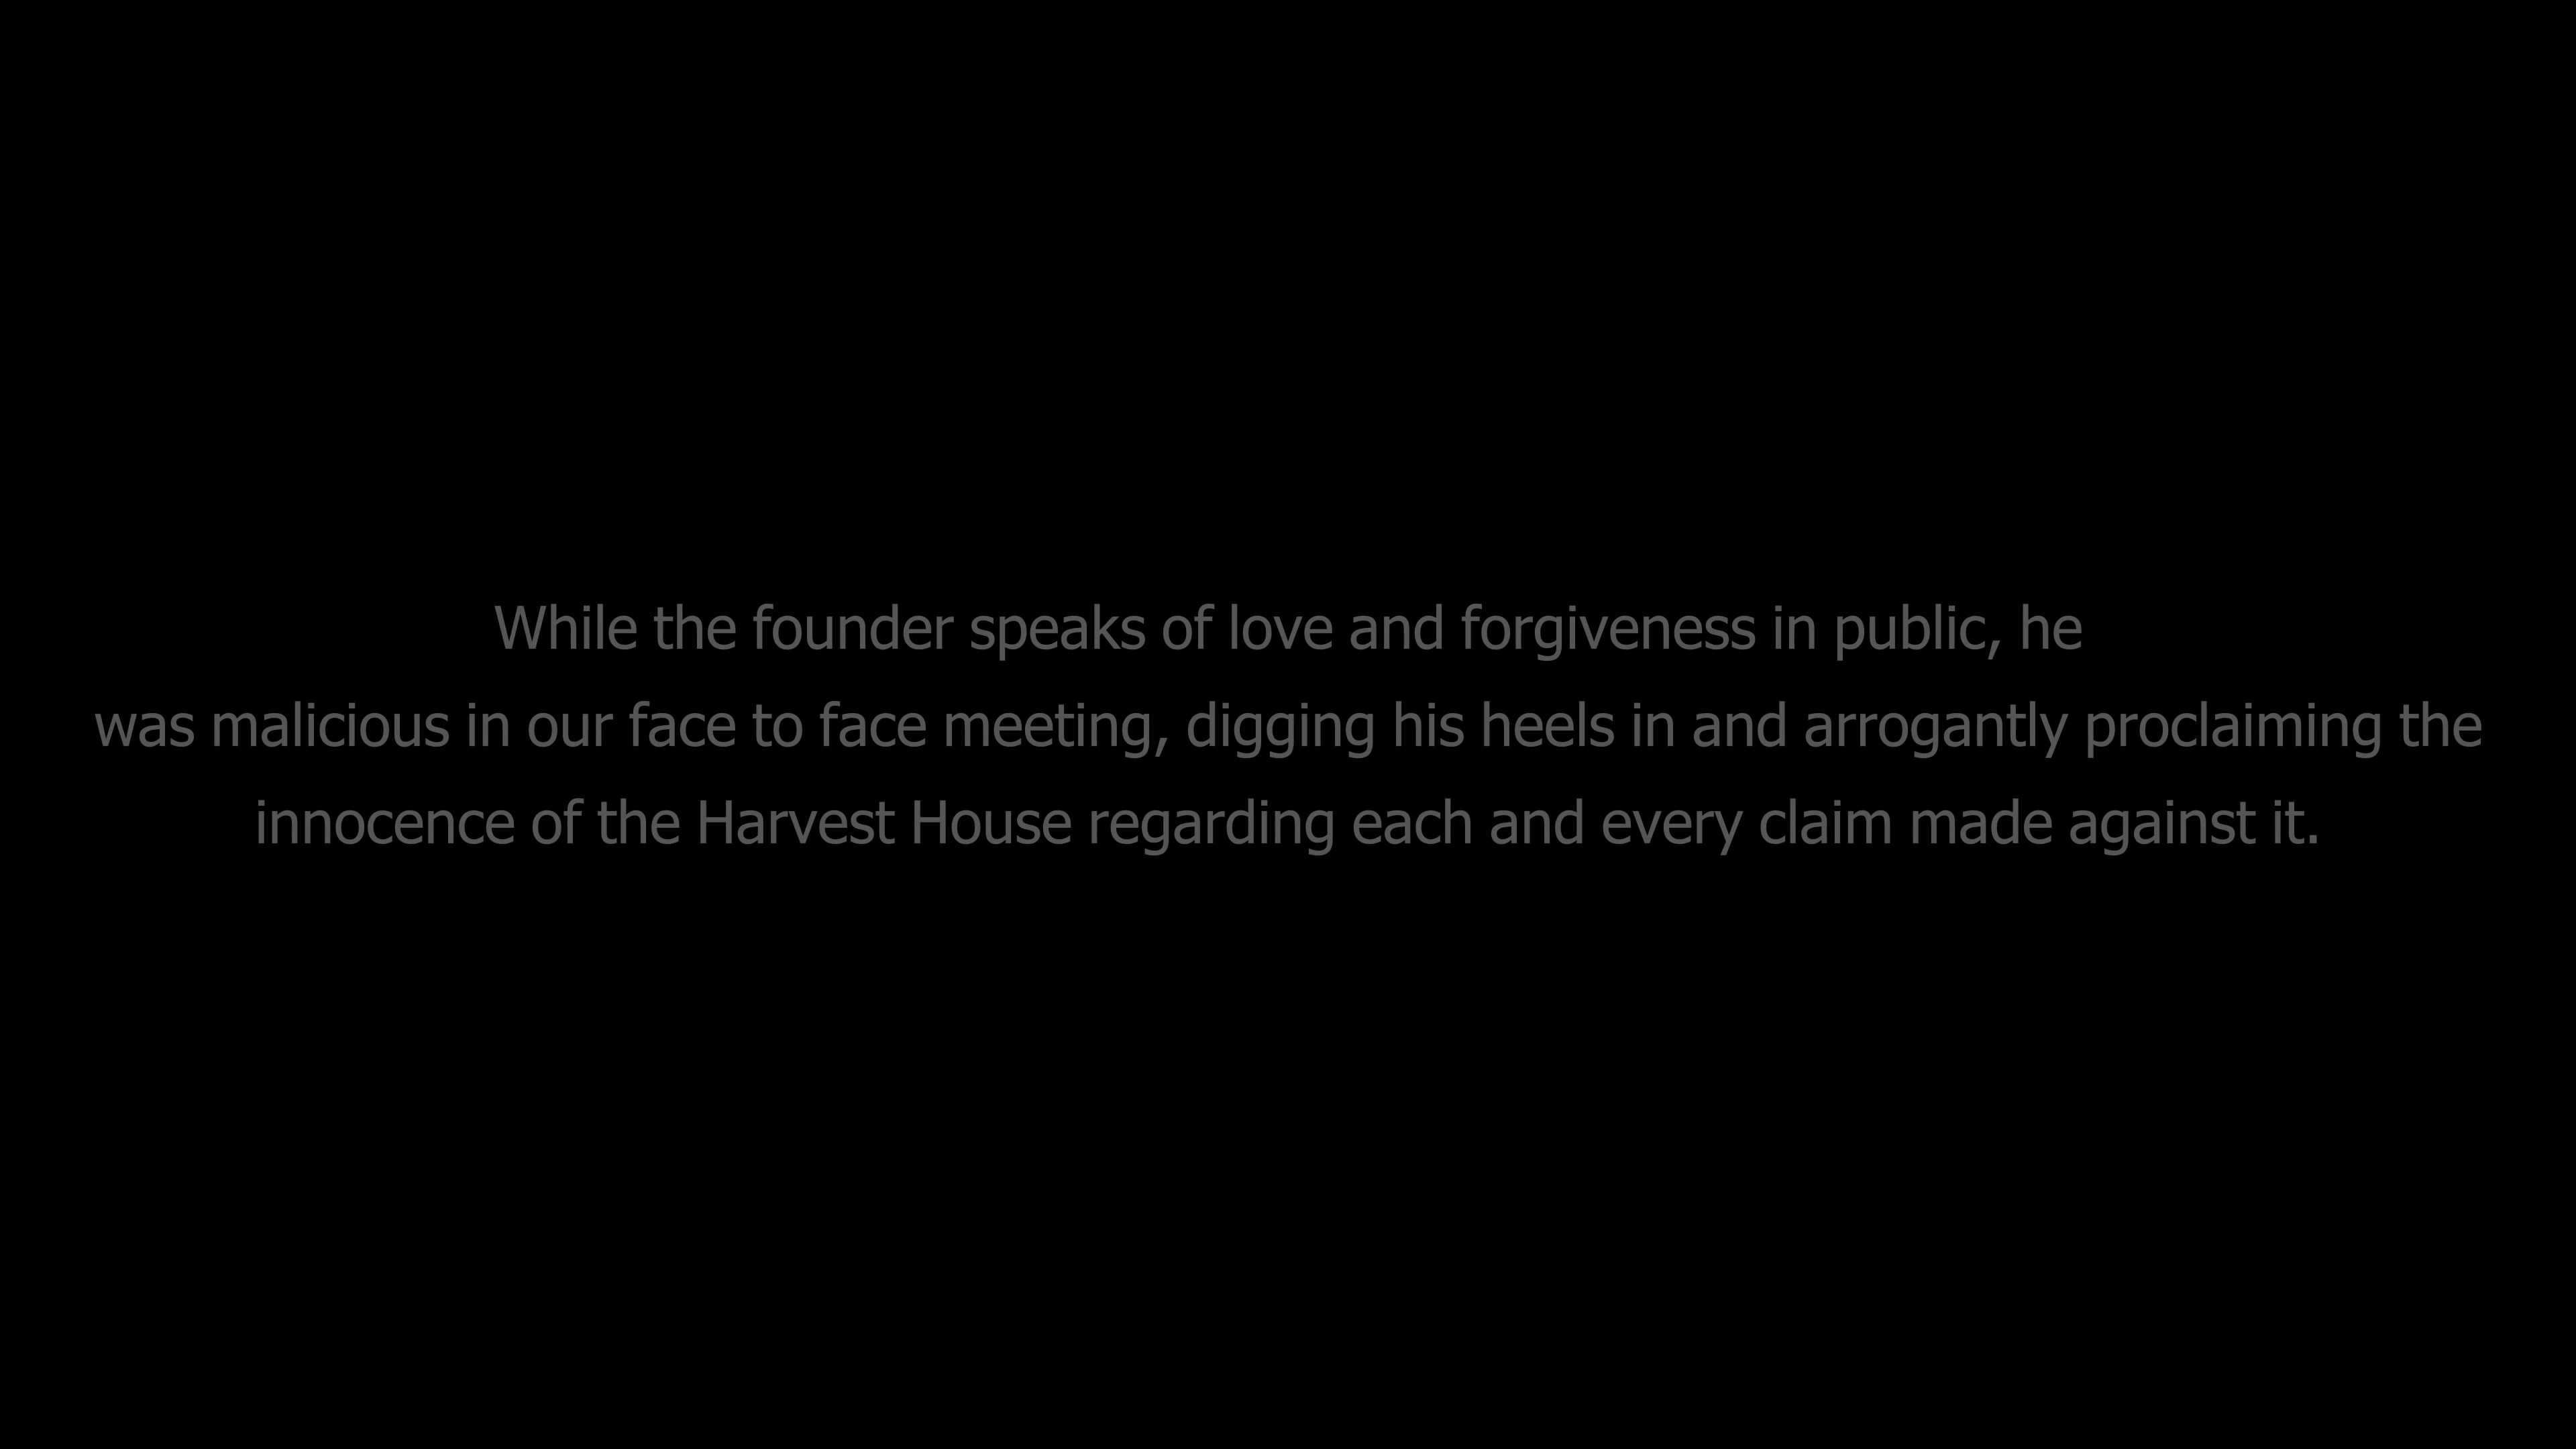 While the founder speaks of love and forgiveness in public, he
was malicious in our face to face meeting, digging his heels in and arrogantly proclaiming the
innocence of the Harvest House regarding each and every claim made against it.